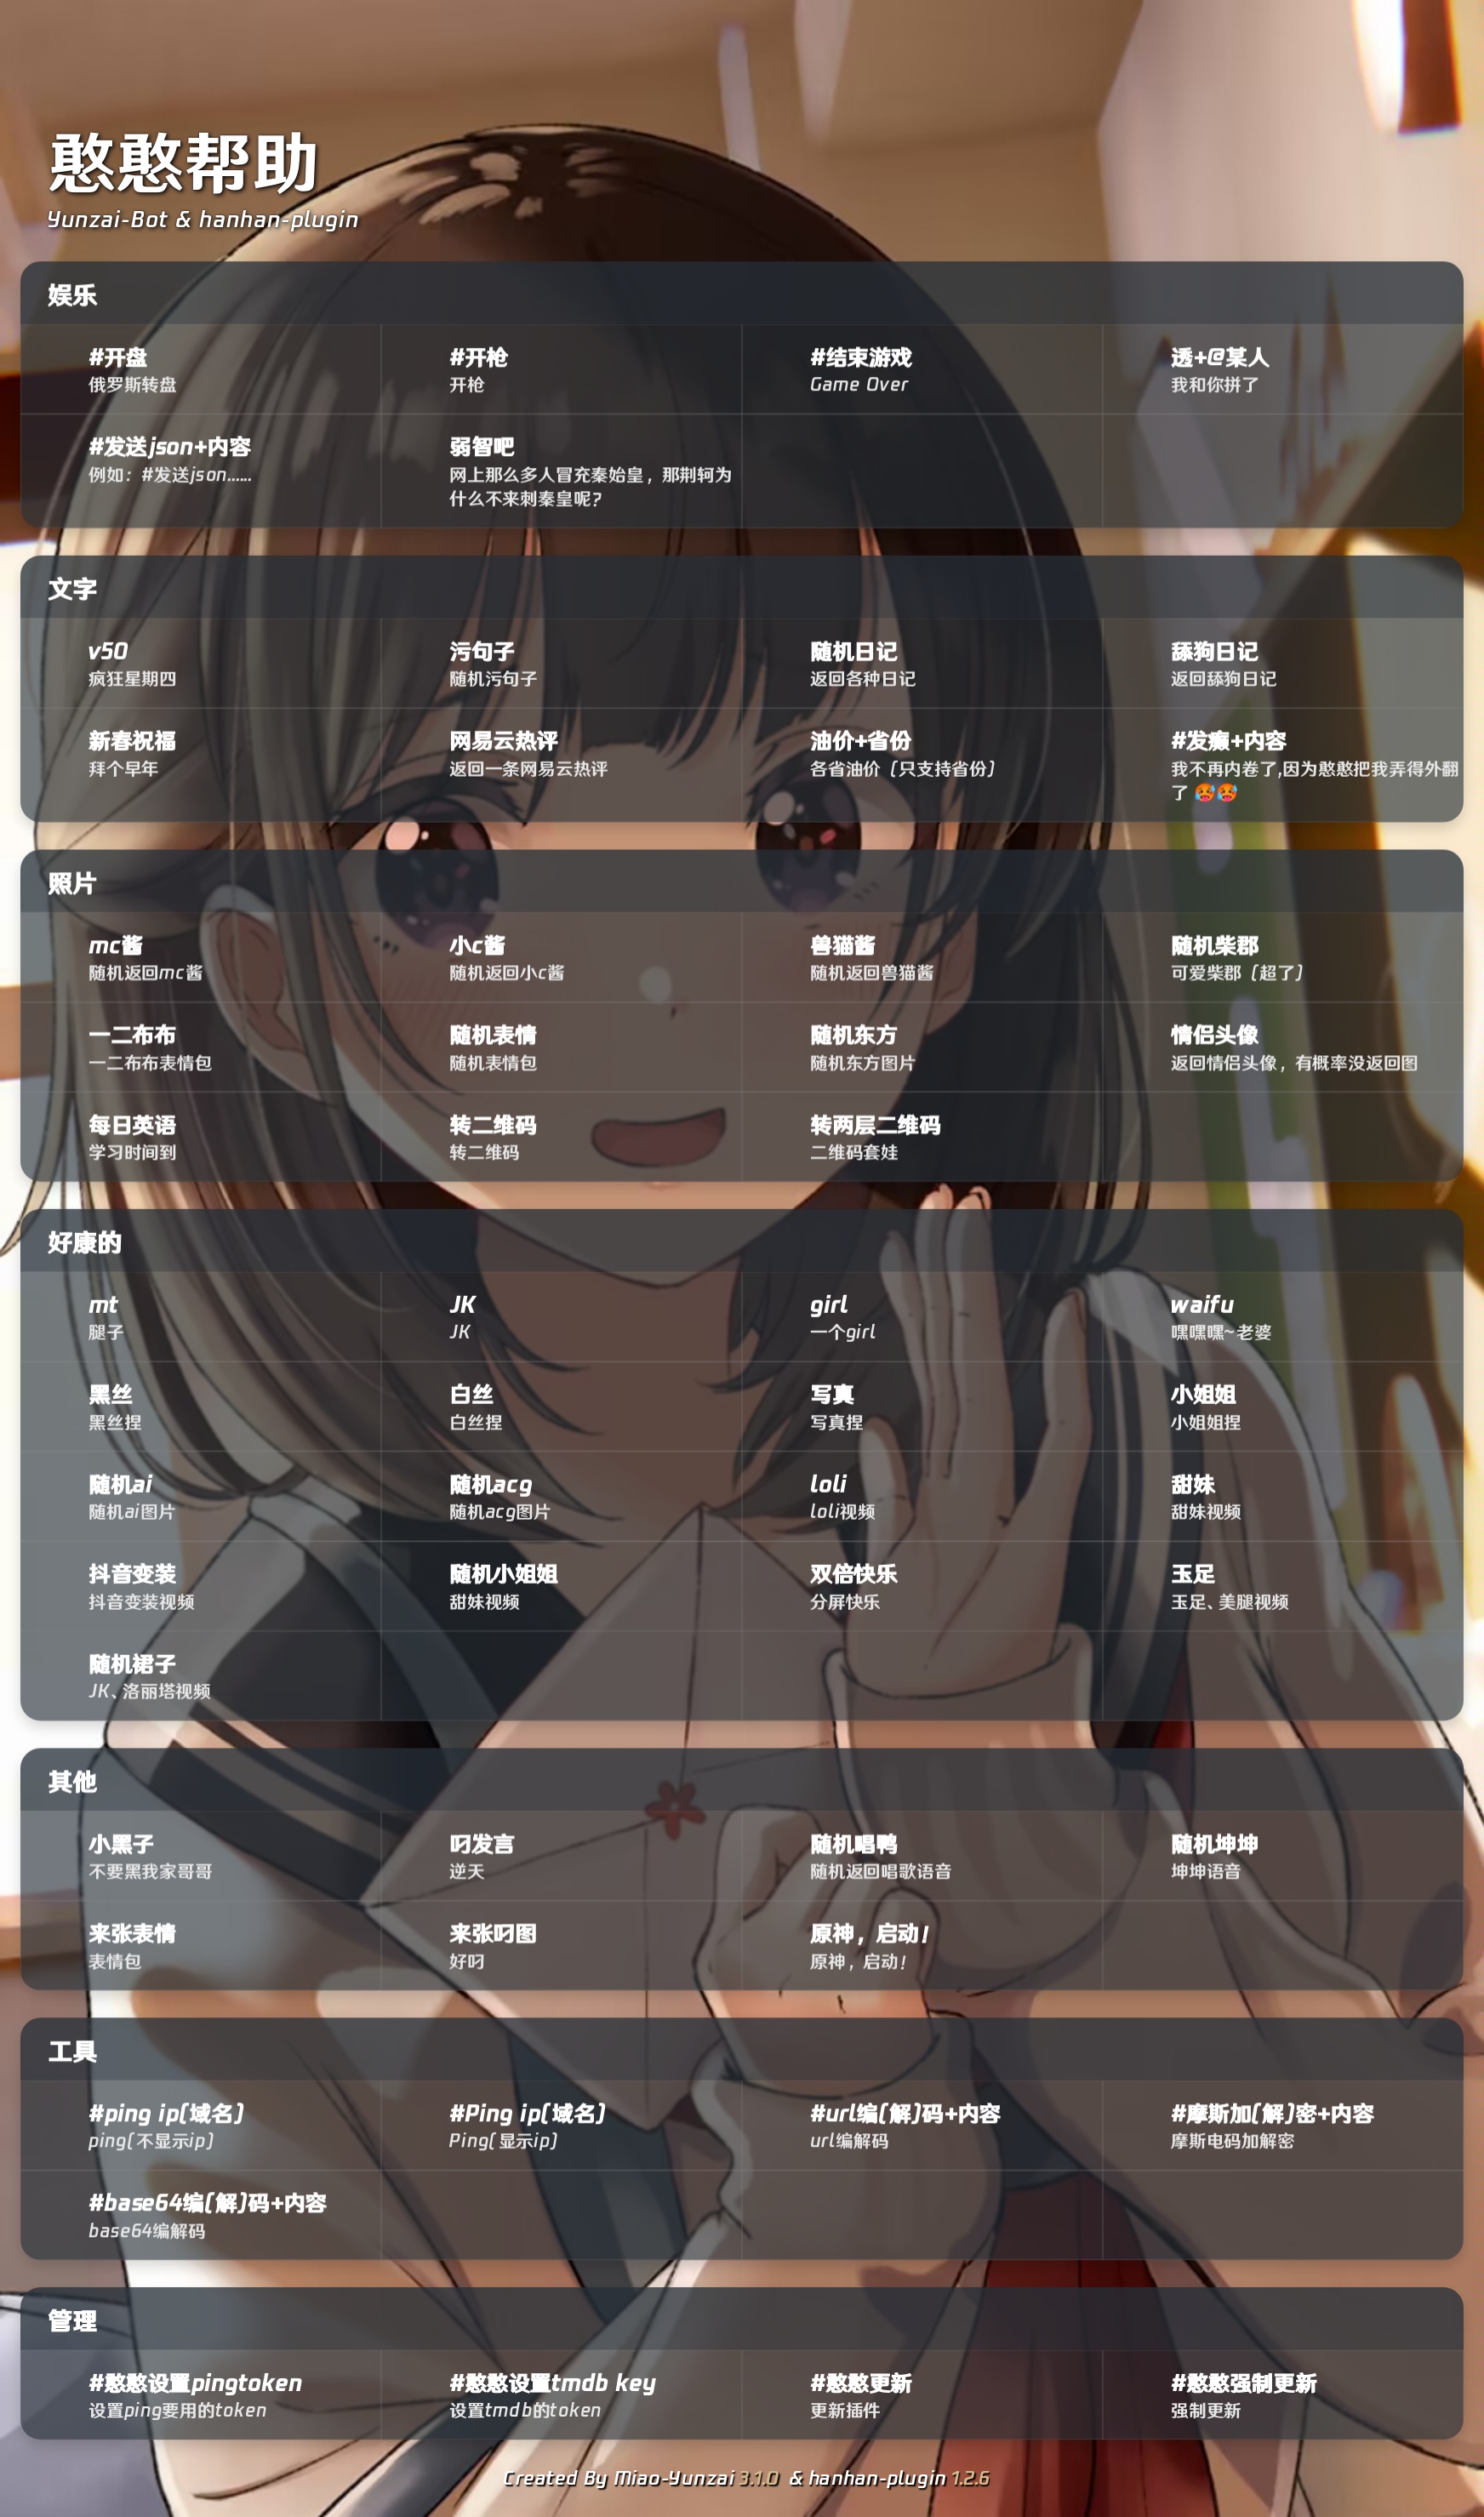 憨憨帮助
Yunzai-Bot & hanhan-plugin
娱乐
#开盘
俄罗斯转盘
#开枪
开枪
#结束游戏
Game Over
透+@某人
我和你拼了
#发送json+内容
例如：#发送json......
弱智吧
网上那么多人冒充秦始皇，那荆轲为
什么不来刺秦皇呢？
文字
v50
疯狂星期四
污句子
随机污句子
随机日记
返回各种日记
舔狗日记
返回舔狗日记
新春祝福
拜个早年
网易云热评
返回一条网易云热评
油价+省份
各省油价（只支持省份）
#发癫+内容
我不再内卷了,因为憨憨把我弄得外翻
了 🥵🥵
照片
mc酱
随机返回mc酱
小c酱
随机返回小c酱
兽猫酱
随机返回兽猫酱
随机柴郡
可爱柴郡（超了）
一二布布
一二布布表情包
随机表情
随机表情包
随机东方
随机东方图片
情侣头像
返回情侣头像，有概率没返回图
每日英语
学习时间到
转二维码
转二维码
转两层二维码
二维码套娃
好康的
mt
腿子
JK
JK
girl
一个girl
waifu
嘿嘿嘿~老婆
黑丝
黑丝捏
白丝
白丝捏
写真
写真捏
小姐姐
小姐姐捏
随机ai
随机ai图片
随机acg
随机acg图片
loli
loli视频
甜妹
甜妹视频
抖音变装
抖音变装视频
随机小姐姐
甜妹视频
双倍快乐
分屏快乐
玉足
玉足、美腿视频
随机裙子
JK、洛丽塔视频
其他
小黑子
不要黑我家哥哥
叼发言
逆天
随机唱鸭
随机返回唱歌语音
随机坤坤
坤坤语音
来张表情
表情包
来张叼图
好叼
原神，启动！
原神，启动！
工具
#ping ip(域名)
ping(不显示ip)
#Ping ip(域名)
Ping(显示ip)
#url编(解)码+内容
url编解码
#摩斯加(解)密+内容
摩斯电码加解密
#base64编(解)码+内容
base64编解码
管理
#憨憨设置pingtoken
设置ping要用的token
#憨憨设置tmdb key
设置tmdb的token
#憨憨更新
更新插件
#憨憨强制更新
强制更新
Created By Miao-Yunzai 3.1.0 & hanhan-plugin 1.2.6